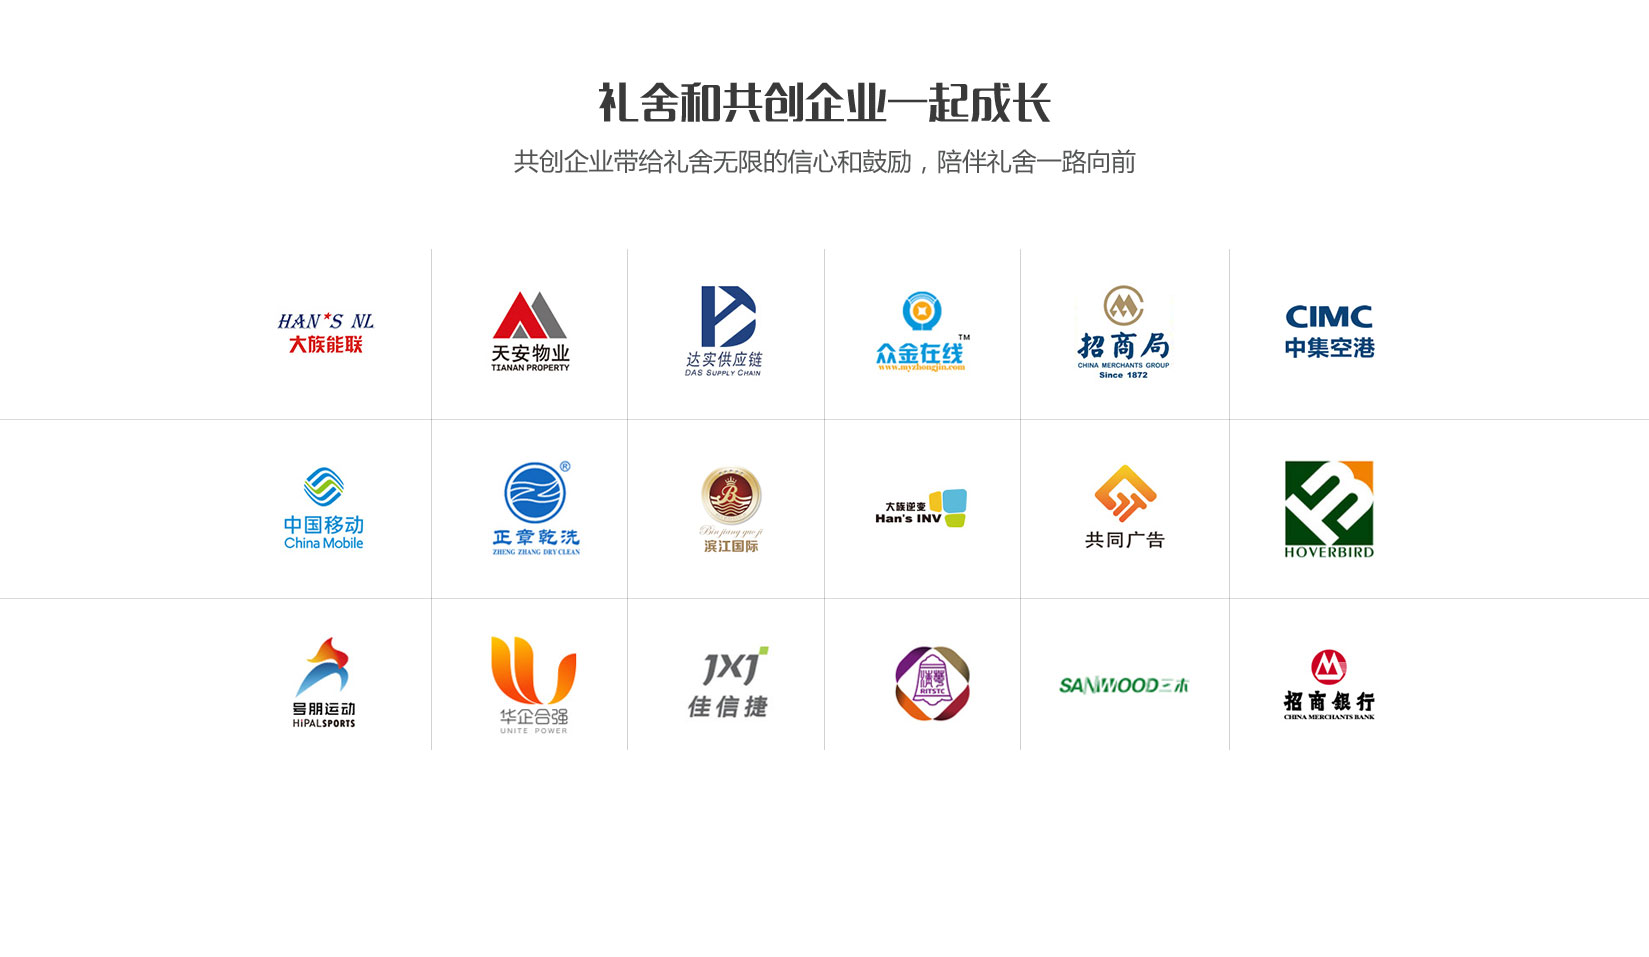 礼舍和共创企业一起成长
共创企业带给礼舍无限的信心和鼓励，陪伴礼舍一路向前
HAN*S NL
大族能联
天安物业
TIANAN PROPERTY
达实供应链
DAS SUPPLY CHAIN
TM
众金在线
www.myzhongjin.com
招商局
CHINA MERCHANTS GROUP
Since 1872
CIMC
中集空港
中国移动
China Mobile
®
正章乾洗
ZHENG ZHANG DRY CLEAN
B
Bin jiang guo ji
滨江国际
大族逆变
Han's INV
共同广告
HOVERBIRD
号朋运动
HiPALSPORTS
华企合强
UNITE POWER
JXJ
佳信捷
清华
RITSTC
SANWOOD三木
招商银行
CHINA MERCHANTS BANK